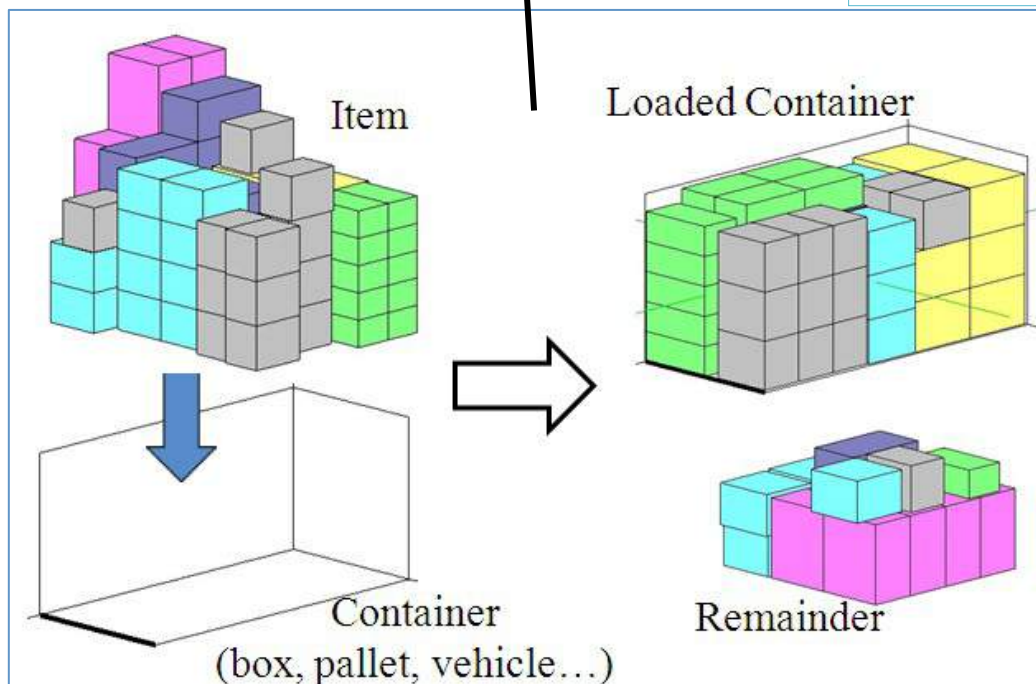 Item
Loaded Container
Container
(box, pallet, vehicle…)
Remainder